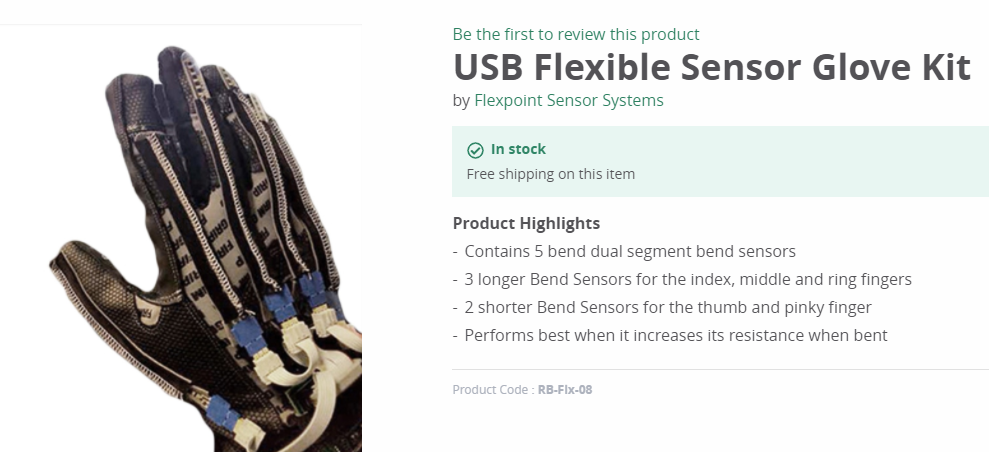 Be the first to review this product
USB Flexible Sensor Glove Kit
by Flexpoint Sensor Systems
In stock
Free shipping on this item
Product Highlights
- Contains 5 bend dual segment bend sensors
- 3 longer Bend Sensors for the index, middle and ring fingers
- 2 shorter Bend Sensors for the thumb and pinky finger
- Performs best when it increases its resistance when bent
Product Code : RB-Flx-08
FIRM
GRIP